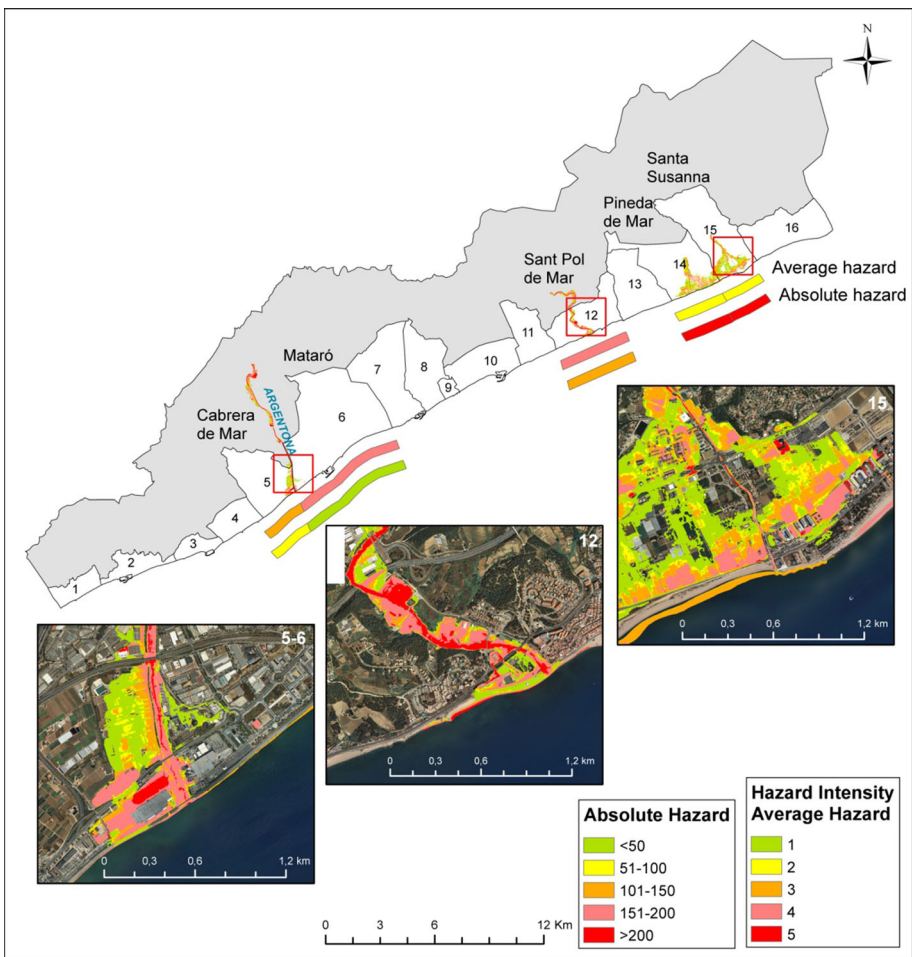 N
Santa
Susanna
Pineda
de Mar
15
16
Sant Pol
de Mar
14
Average hazard
13
Absolute hazard
12
11
Mataró
7
8
10
9
ARGENTONA
Cabrera
de Mar
6
5
4
3
2
1
15
0 0,3 0,6 1,2 km
12
0 0,3 0,6 1,2 km
5-6
0 0,3 0,6 1,2 km
Absolute Hazard
<50
51-100
101-150
151-200
>200
Hazard Intensity
Average Hazard
1
2
3
4
5
0 3 6 9 12 Km